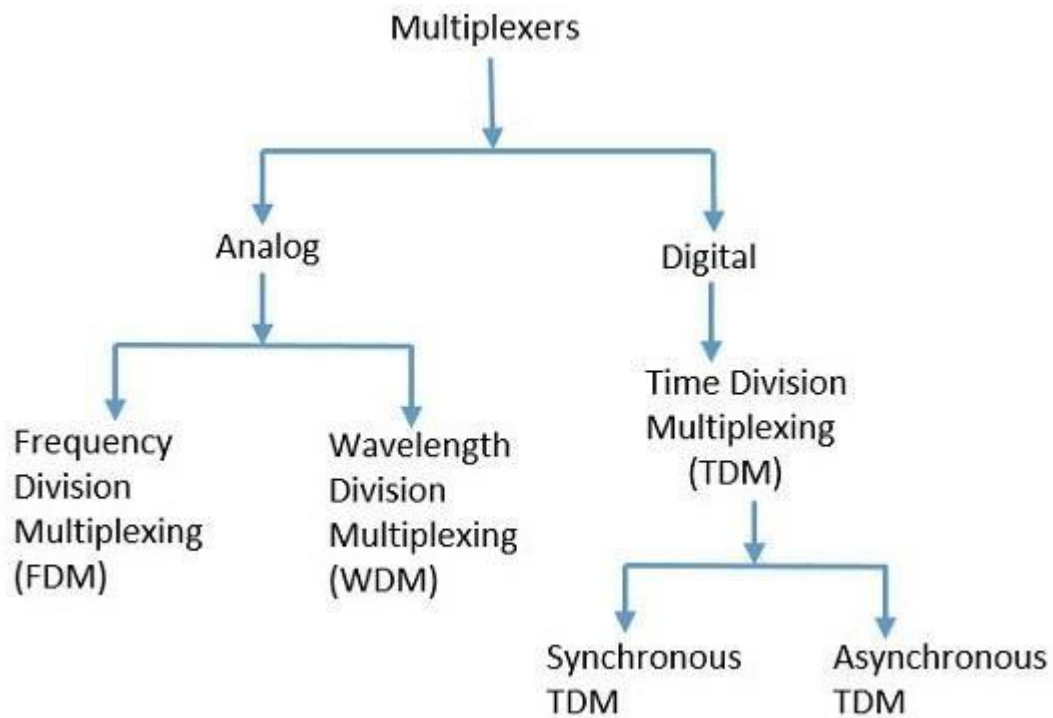 Multiplexers
Analog
Digital
Frequency
Division
Multiplexing
(FDM)
Wavelength
Division
Multiplexing
(WDM)
Time Division
Multiplexing
(TDM)
Synchronous
TDM
Asynchronous
TDM